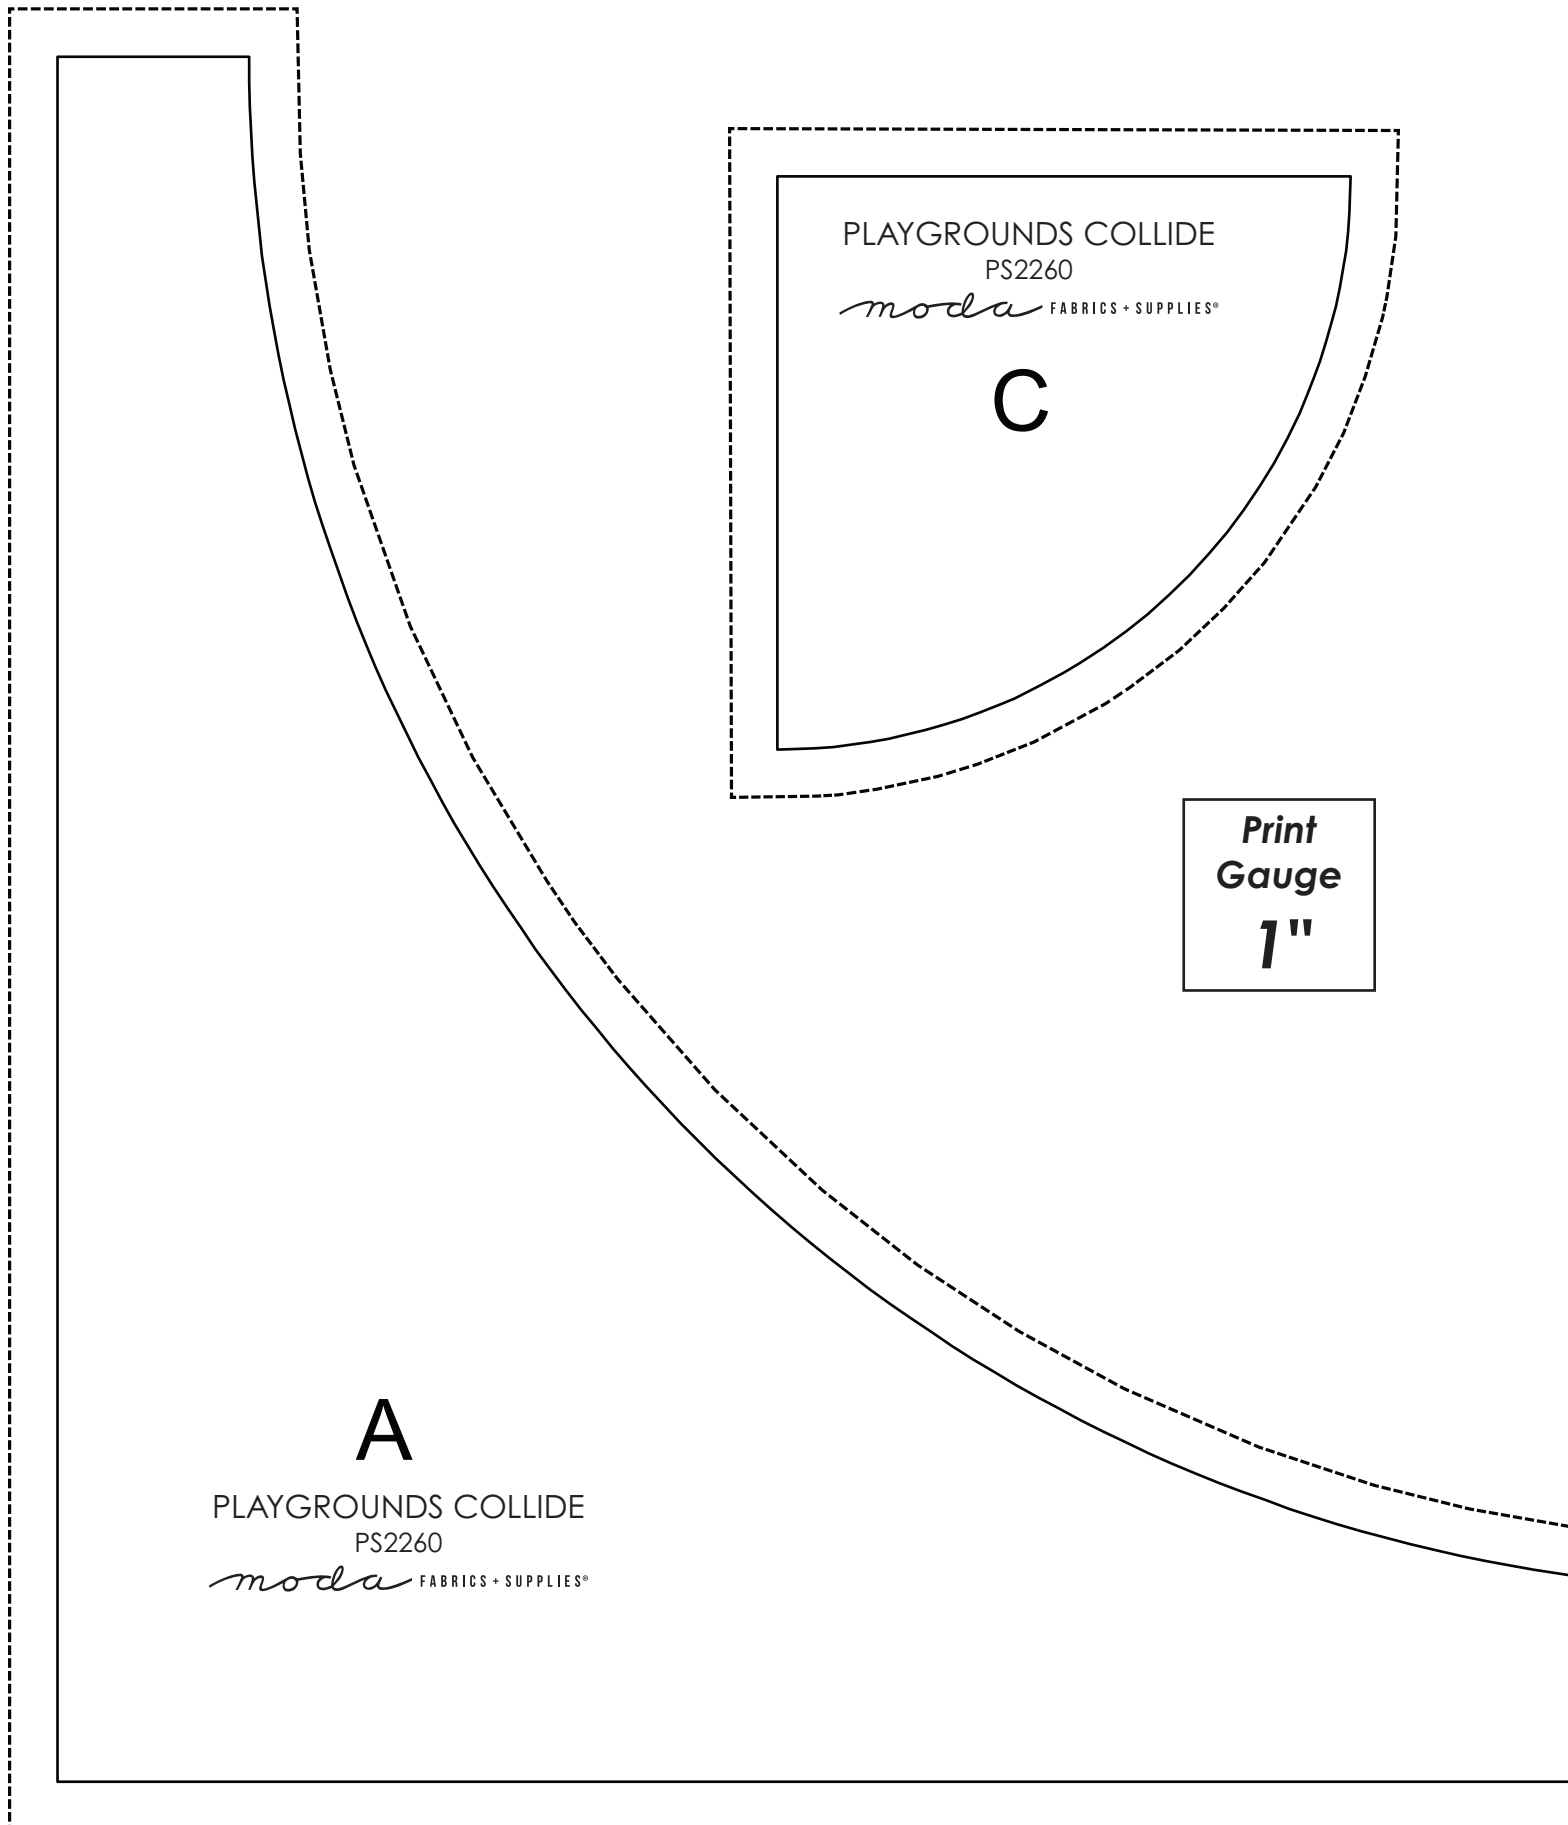 PLAYGROUNDS COLLIDE
PS2260
moda FABRICS + SUPPLIES®
C
Print
Gauge
1"
A
PLAYGROUNDS COLLIDE
PS2260
moda FABRICS + SUPPLIES®